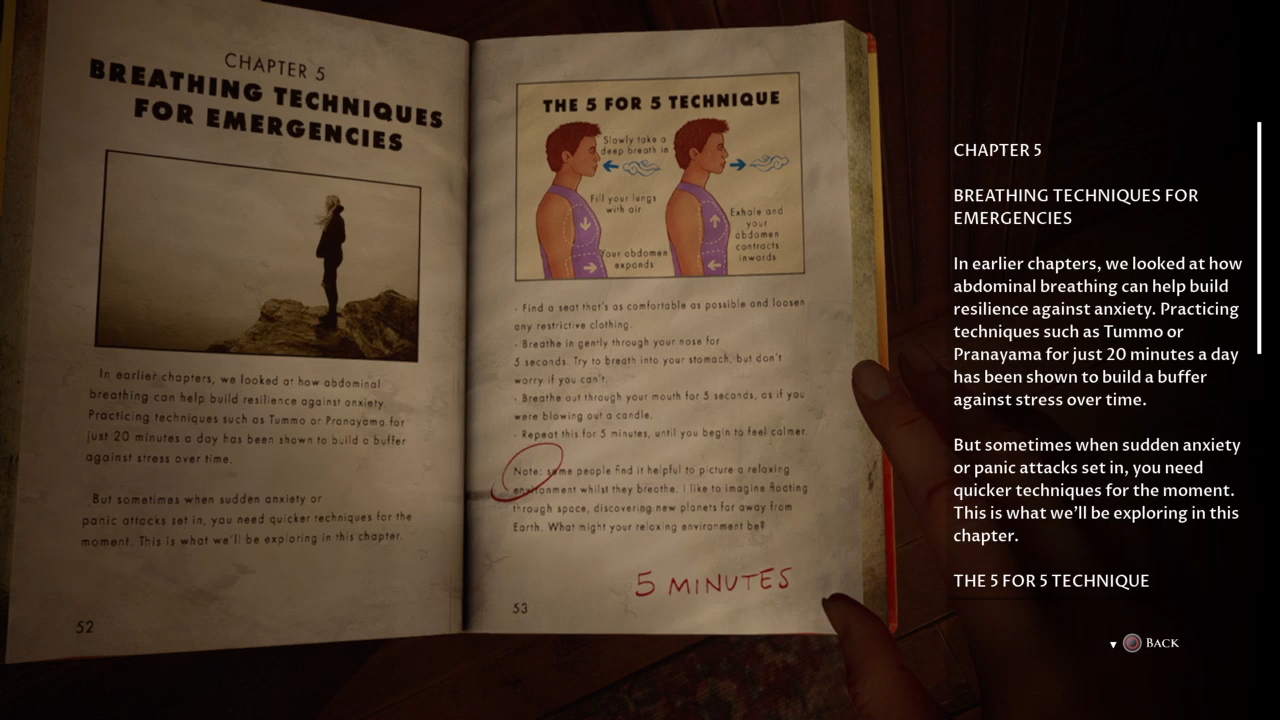 CHAPTER 5
BREATHING TECHNIQUES
FOR EMERGENCIES
In earlier chapters, we looked at how abdominal
breathing can help build resilience against anxiety.
Practicing techniques such as Tummo or Pranayama for
just 20 minutes a day has been shown to build a buffer
against stress over time.
But sometimes when sudden anxiety or
panic attacks set in, you need quicker techniques for the
moment. This is what we'll be exploring in this chapter.
52
THE 5 FOR 5 TECHNIQUE
Slowly take a
deep breath in
Fill your lungs
with air
Your abdomen
expands
Exhale and
your
abdomen
contracts
inwards
- Find a seat that's as comfortable as possible and loosen
any restrictive clothing.
- Breathe in gently through your nose for
5 seconds. Try to breath into your stomach, but don't
worry if you can't.
- Breathe out through your mouth for 5 seconds, as if you
were blowing out a candle.
- Repeat this for 5 minutes, until you begin to feel calmer.
Note: some people find it helpful to picture a relaxing
environment whilst they breathe. I like to imagine floating
through space, discovering new planets far away from
Earth. What might your relaxing environment be?
5 MINUTES
53
CHAPTER 5
BREATHING TECHNIQUES FOR
EMERGENCIES
In earlier chapters, we looked at how
abdominal breathing can help build
resilience against anxiety. Practicing
techniques such as Tummo or
Pranayama for just 20 minutes a day
has been shown to build a buffer
against stress over time.
But sometimes when sudden anxiety
or panic attacks set in, you need
quicker techniques for the moment.
This is what we'll be exploring in this
chapter.
THE 5 FOR 5 TECHNIQUE
BACK